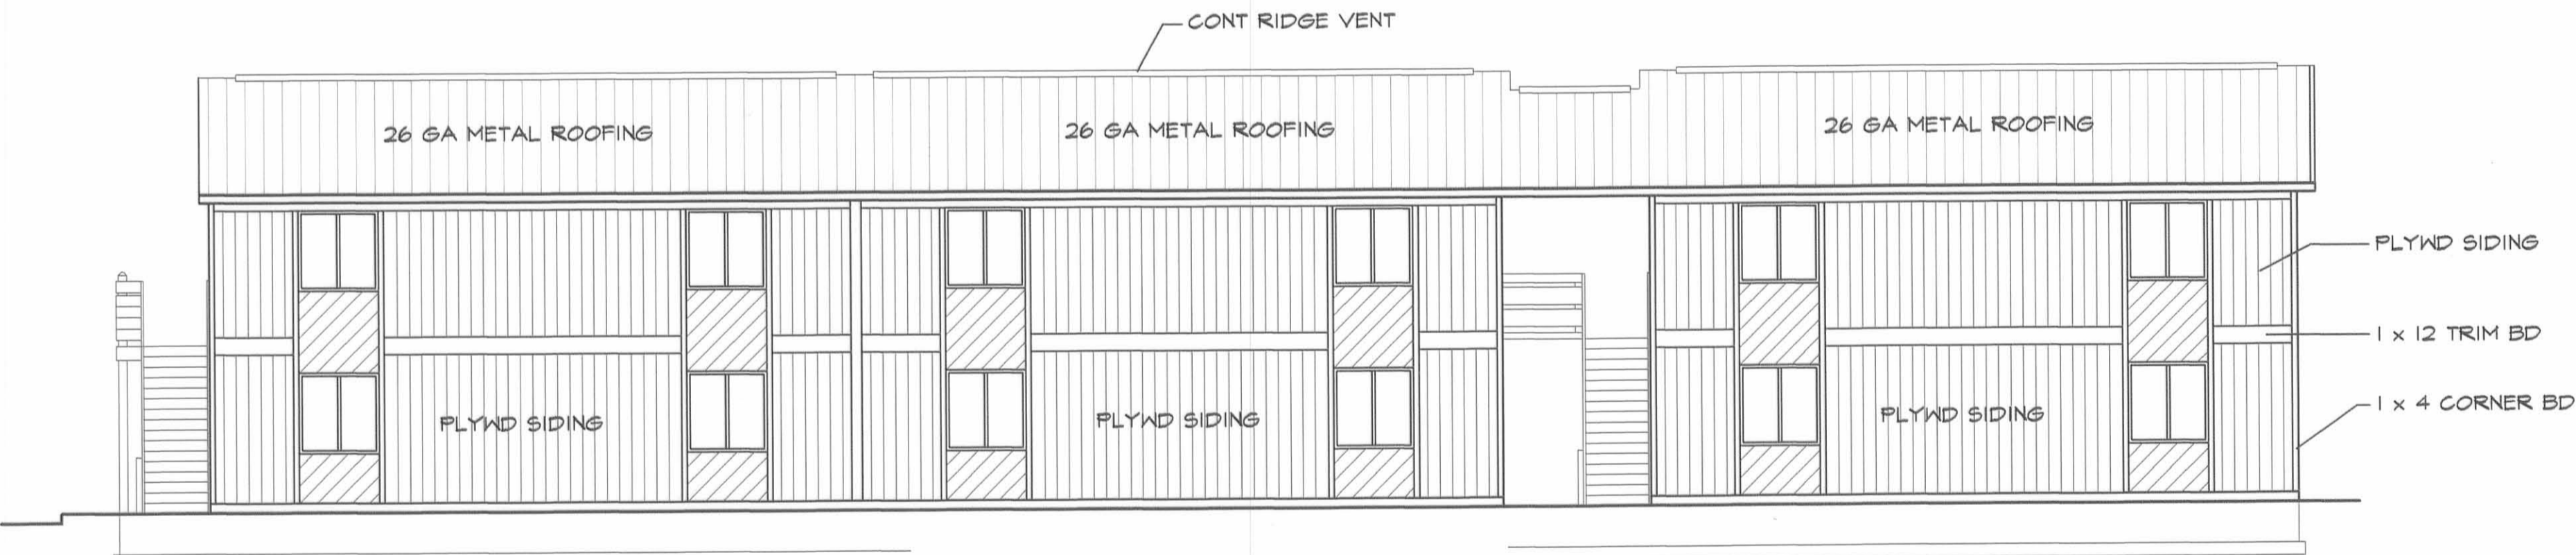 CONT RIDGE VENT
26 GA METAL ROOFING
26 GA METAL ROOFING
26 GA METAL ROOFING
PLYWD SIDING
1 x 12 TRIM BD
1 x 4 CORNER BD
PLYWD SIDING
PLYWD SIDING
PLYWD SIDING